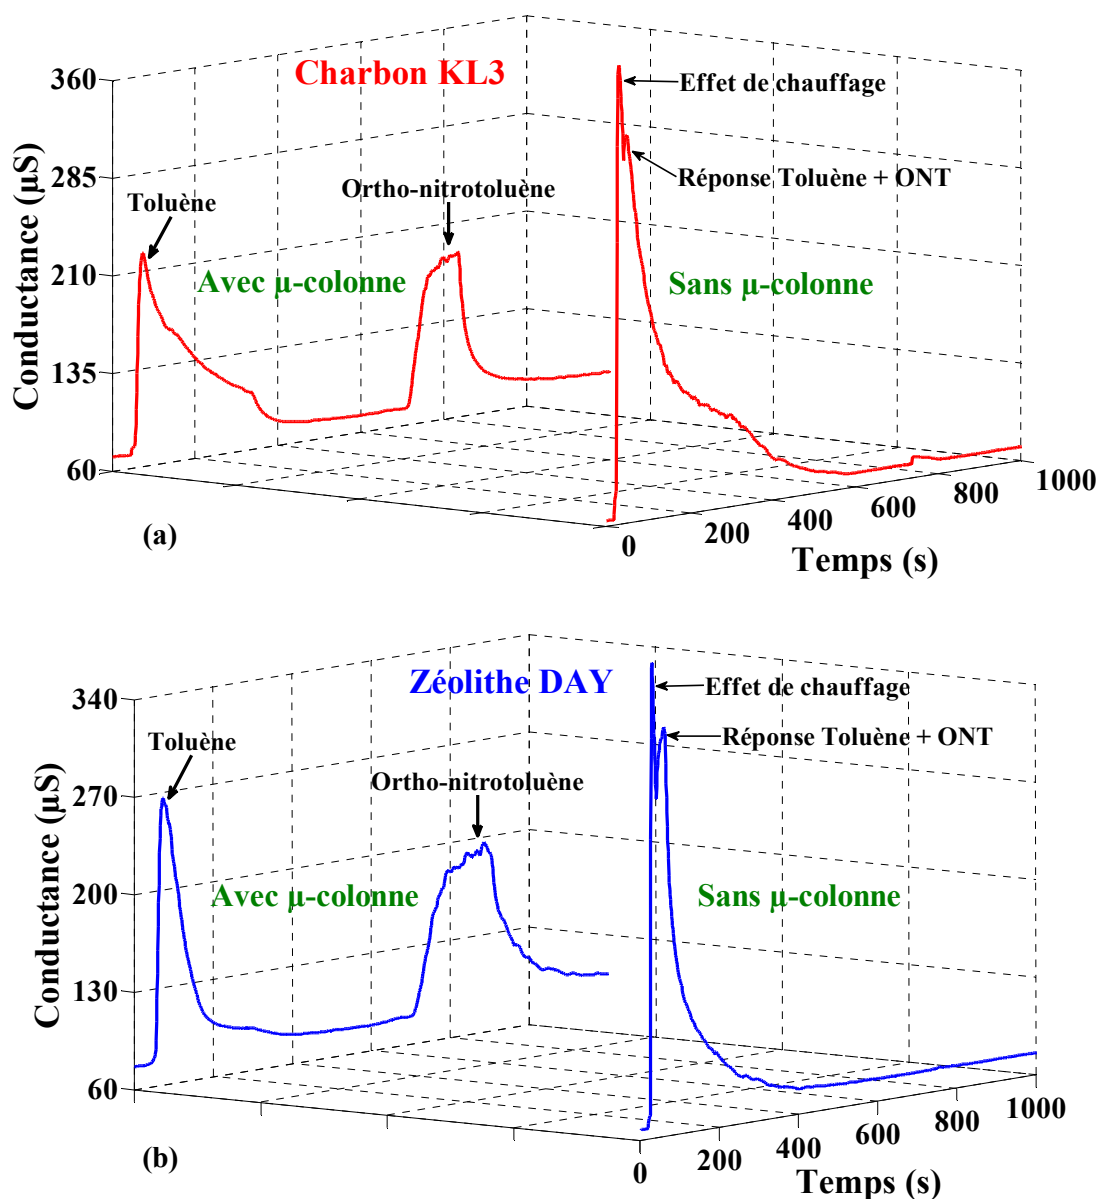 Charbon KL3
Effet de chauffage
Réponse Toluène + ONT
Toluène
Ortho-nitrotoluène
Avec µ-colonne
Sans µ-colonne
Conductance (µS)
360
285
210
135
60
0
200
400
600
800
1000
Temps (s)
(a)
Zéolithe DAY
Effet de chauffage
Réponse Toluène + ONT
Toluène
Ortho-nitrotoluène
Avec µ-colonne
Sans µ-colonne
Conductance (µS)
340
270
200
130
60
0
200
400
600
800
1000
Temps (s)
(b)